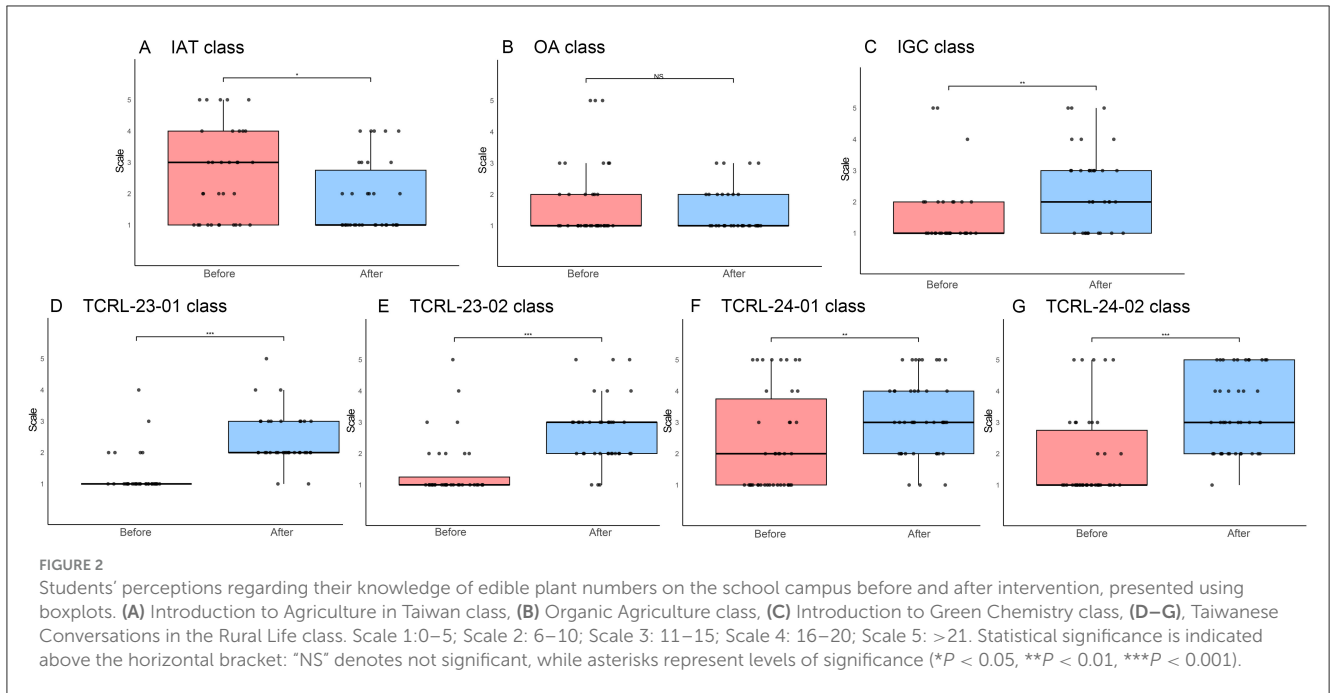 A IAT class
B OA class
C IGC class
*
NS
**
Scale
5
4
3
2
1
Before
After
Scale
5
4
3
2
1
Before
After
Scale
5
4
3
2
1
Before
After
D TCRL-23-01 class
E TCRL-23-02 class
F TCRL-24-01 class
G TCRL-24-02 class
***
***
**
***
Scale
5
4
3
2
1
Before
After
Scale
5
4
3
2
1
Before
After
Scale
5
4
3
2
1
Before
After
Scale
5
4
3
2
1
Before
After
FIGURE 2
Students' perceptions regarding their knowledge of edible plant numbers on the school campus before and after intervention, presented using
boxplots. (A) Introduction to Agriculture in Taiwan class, (B) Organic Agriculture class, (C) Introduction to Green Chemistry class, (D–G), Taiwanese
Conversations in the Rural Life class. Scale 1:0–5; Scale 2: 6–10; Scale 3: 11–15; Scale 4: 16–20; Scale 5: >21. Statistical significance is indicated
above the horizontal bracket: "NS" denotes not significant, while asterisks represent levels of significance (*P < 0.05, **P < 0.01, ***P < 0.001).